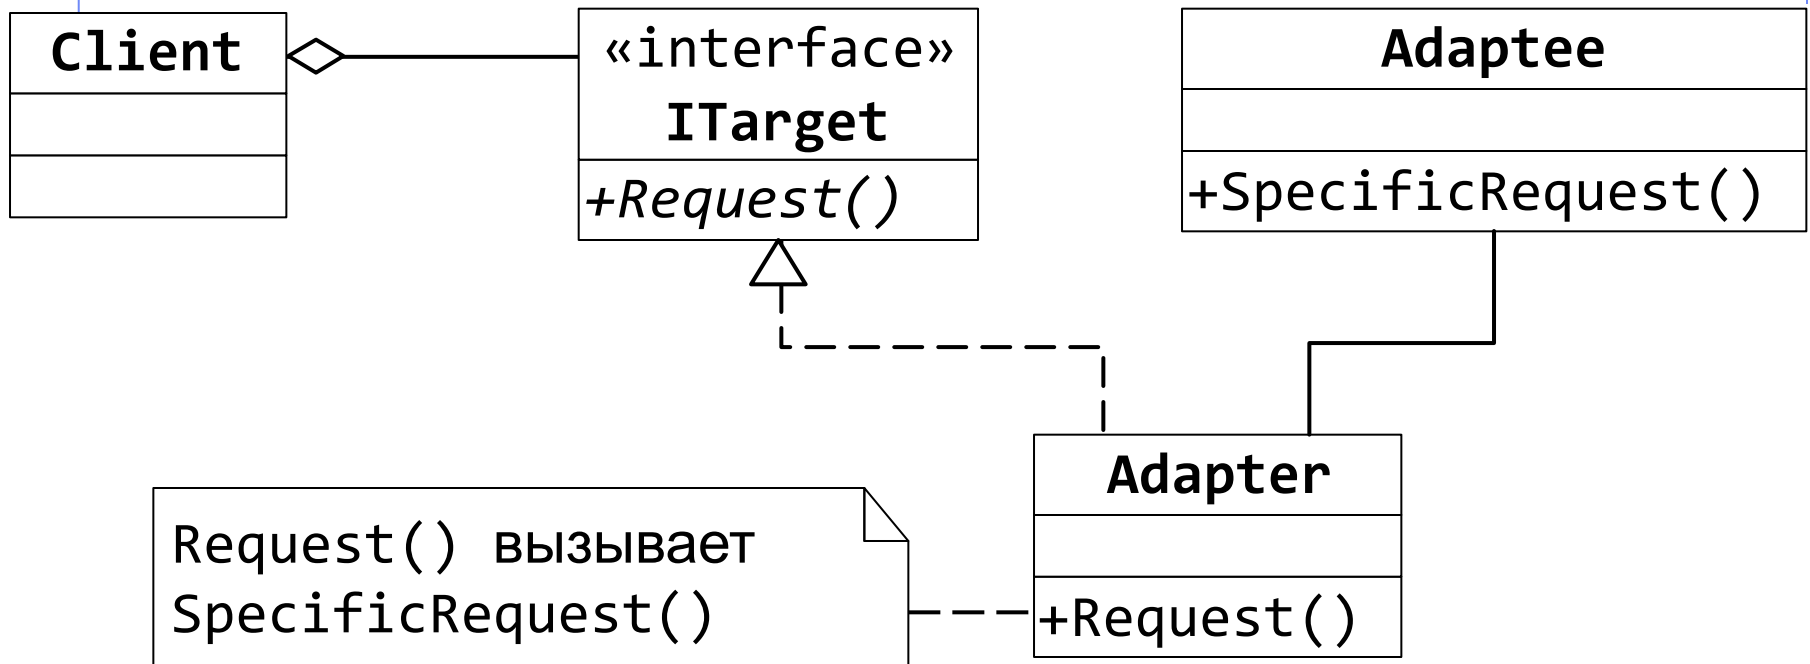 Client
«interface»
ITarget
+Request()
Adaptee
+SpecificRequest()
Adapter
+Request()
Request() вызывает
SpecificRequest()